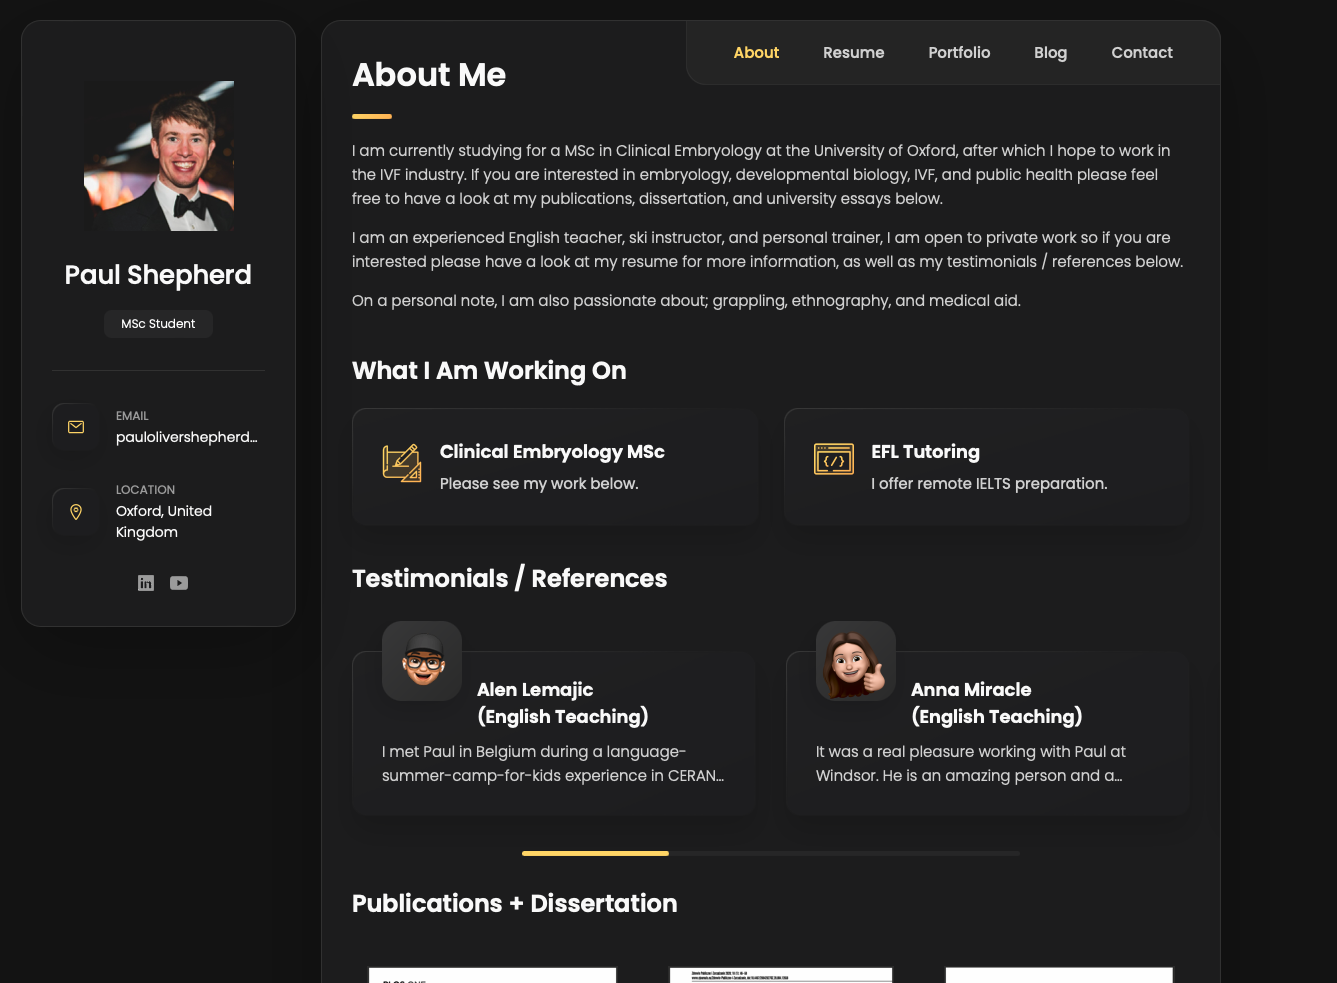 Paul Shepherd
MSc Student
EMAIL
paulolivershepherd...
LOCATION
Oxford, United
Kingdom
About
Resume
Portfolio
Blog
Contact
About Me
I am currently studying for a MSc in Clinical Embryology at the University of Oxford, after which I hope to work in
the IVF industry. If you are interested in embryology, developmental biology, IVF, and public health please feel
free to have a look at my publications, dissertation, and university essays below.
I am an experienced English teacher, ski instructor, and personal trainer, I am open to private work so if you are
interested please have a look at my resume for more information, as well as my testimonials / references below.
On a personal note, I am also passionate about; grappling, ethnography, and medical aid.
What I Am Working On
Clinical Embryology MSc
Please see my work below.
EFL Tutoring
I offer remote IELTS preparation.
Testimonials / References
Alen Lemajic
(English Teaching)
I met Paul in Belgium during a language-
summer-camp-for-kids experience in CERAN...
Anna Miracle
(English Teaching)
It was a real pleasure working with Paul at
Windsor. He is an amazing person and a...
Publications + Dissertation